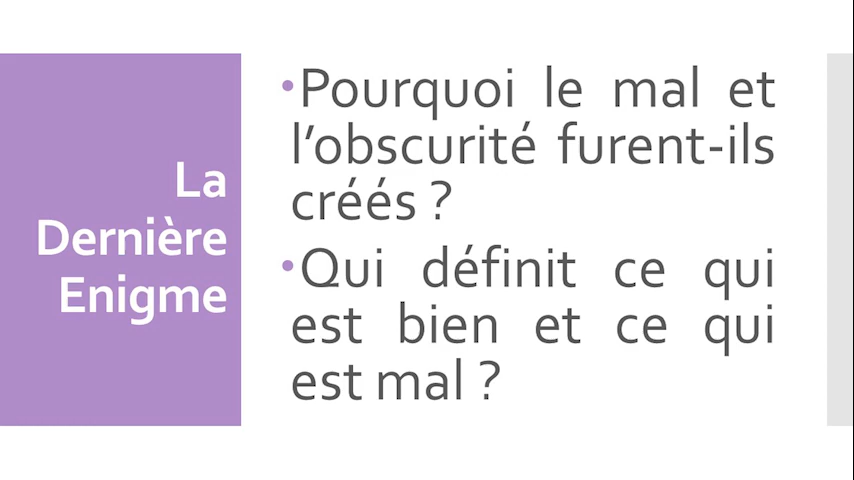 La
Dernière
Enigme
•Pourquoi le mal et
l’obscurité furent-ils
créés ?
•Qui définit ce qui
est bien et ce qui
est mal ?